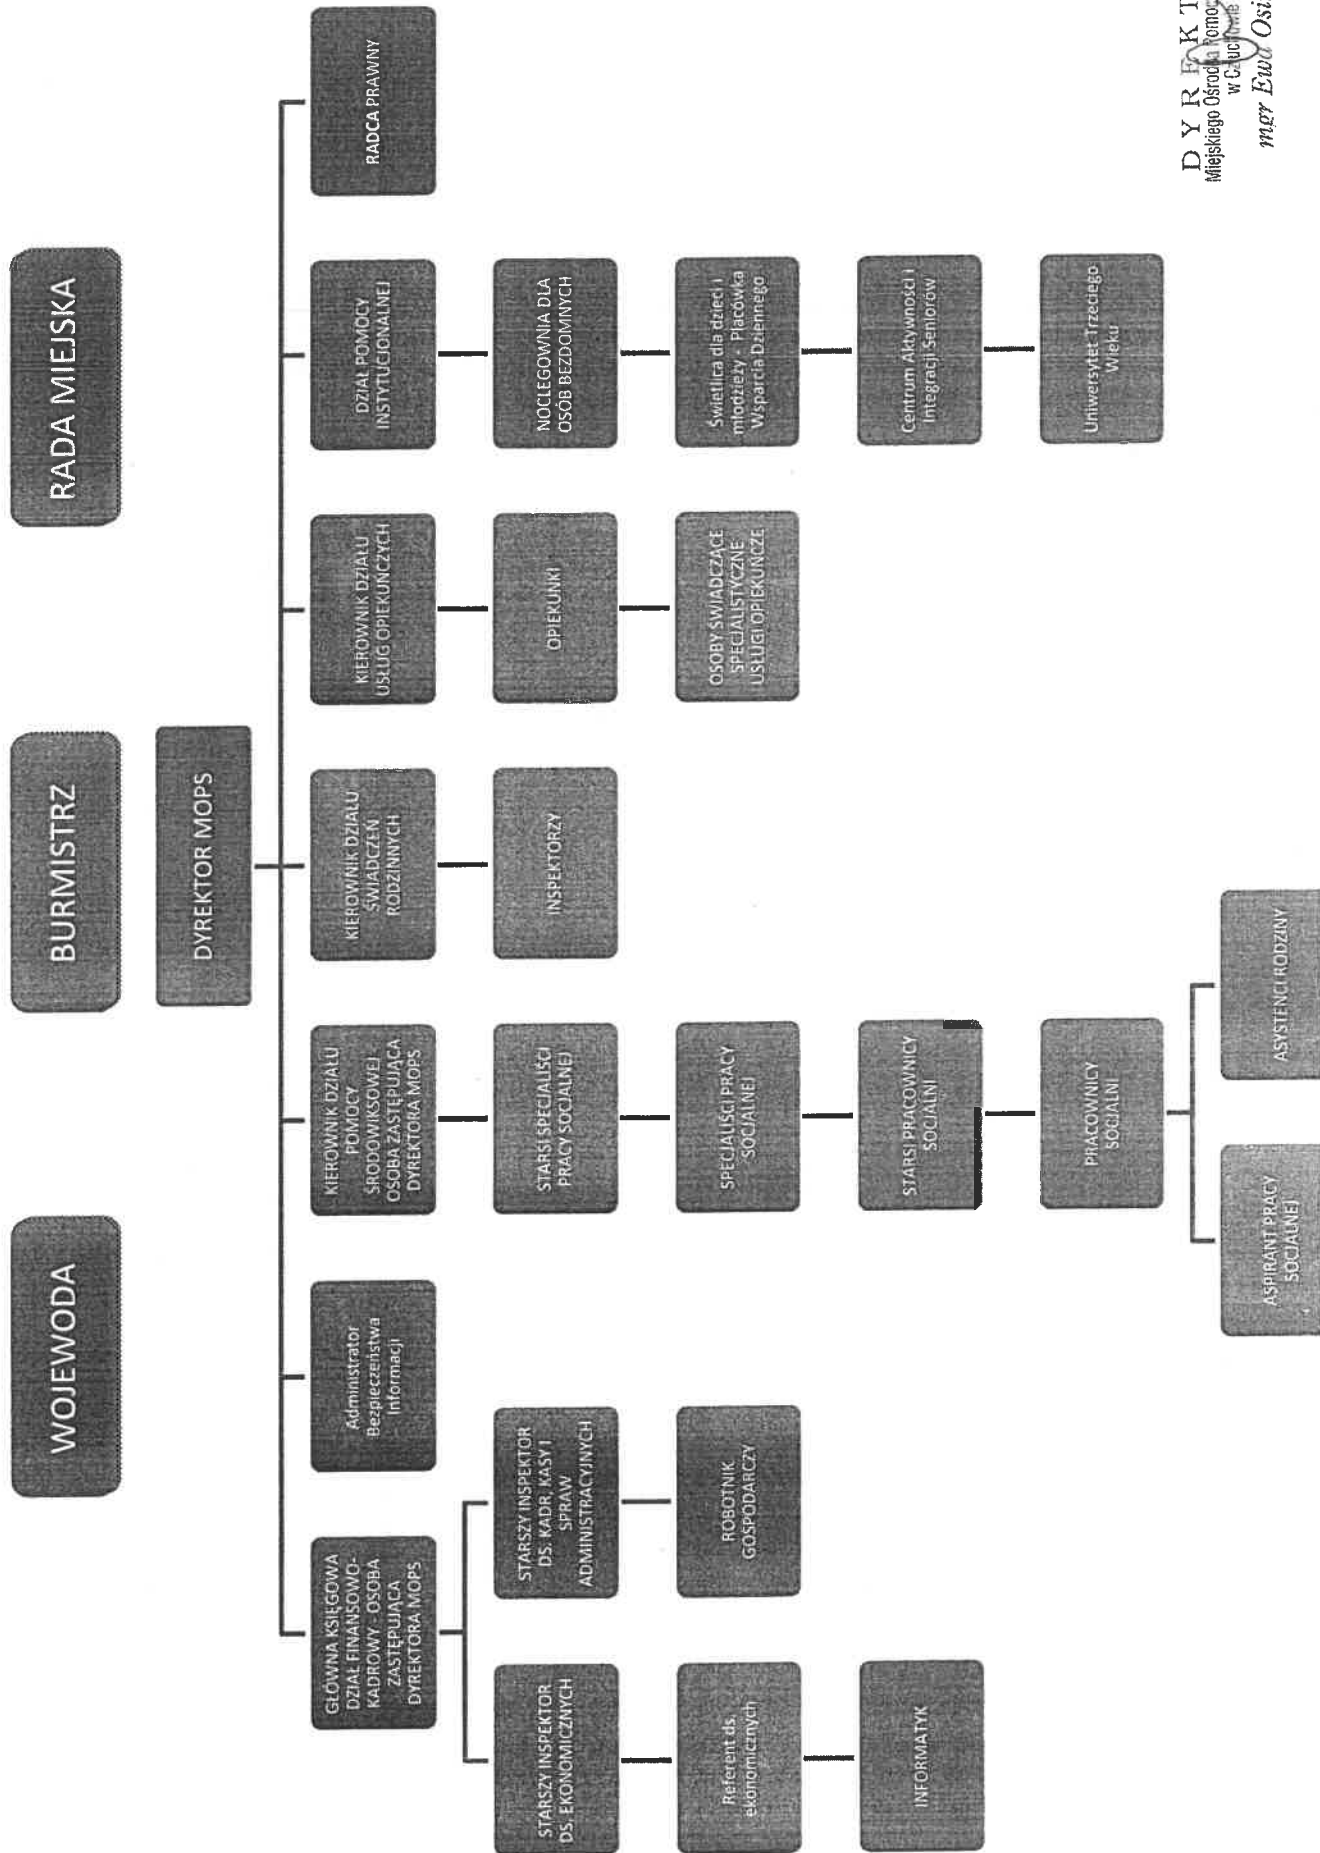 WOJEWODA
BURMISTRZ
RADA MIEJSKA
DYREKTOR MOPS
GŁÓWNA KSIĘGOWA
DZIAŁ FINANSOWO-
KADROWY - OSOBA
ZASTĘPUJĄCA
DYREKTORA MOPS
Administrator
Bezpieczeństwa
Informacji
KIEROWNIK DZIAŁU
POMOCY
ŚRODOWIKSOWEJ
OSOBA ZASTĘPUJĄCA
DYREKTORA MOPS
KIEROWNIK DZIAŁU
ŚWIADCZEŃ
RODZINNYCH
KIEROWNIK DZIAŁU
USŁUG OPIEKUŃCZYCH
DZIAŁ POMOCY
INSTYTUCJONALNEJ
RADCA PRAWNY
STARSZY INSPEKTOR
DS. EKONOMICZNYCH
STARSZY INSPEKTOR
DS. KADR, KASY I
SPRAW
ADMINISTRACYJNYCH
STARSI SPECJALIŚCI
PRACY SOCJALNEJ
INSPEKTORZY
OPIEKUNKI
NOCLEGOWNIA DLA
OSÓB BEZDOMNYCH
Referent ds.
ekonomicznych
ROBOTNIK
GOSPODARCZY
SPECJALIŚCI PRACY
SOCJALNEJ
OSOBY ŚWIADCZĄCE
SPECJALISTYCZNE
USŁUGI OPIEKUŃCZE
Świetlica dla dzieci i
młodzieży - Placówka
Wsparcia Dziennego
INFORMATYK
STARSI PRACOWNICY
SOCJALNI
Centrum Aktywności i
Integracji Seniorów
PRACOWNICY
SOCJALNI
Uniwersytet Trzeciego
Wieku
ASPIRANT PRACY
SOCJALNEJ
ASYSTENCI RODZINY
DYREKT
Miejskiego Ośrodka Pomoc
w Człuchowie
mgr Ewa Osi